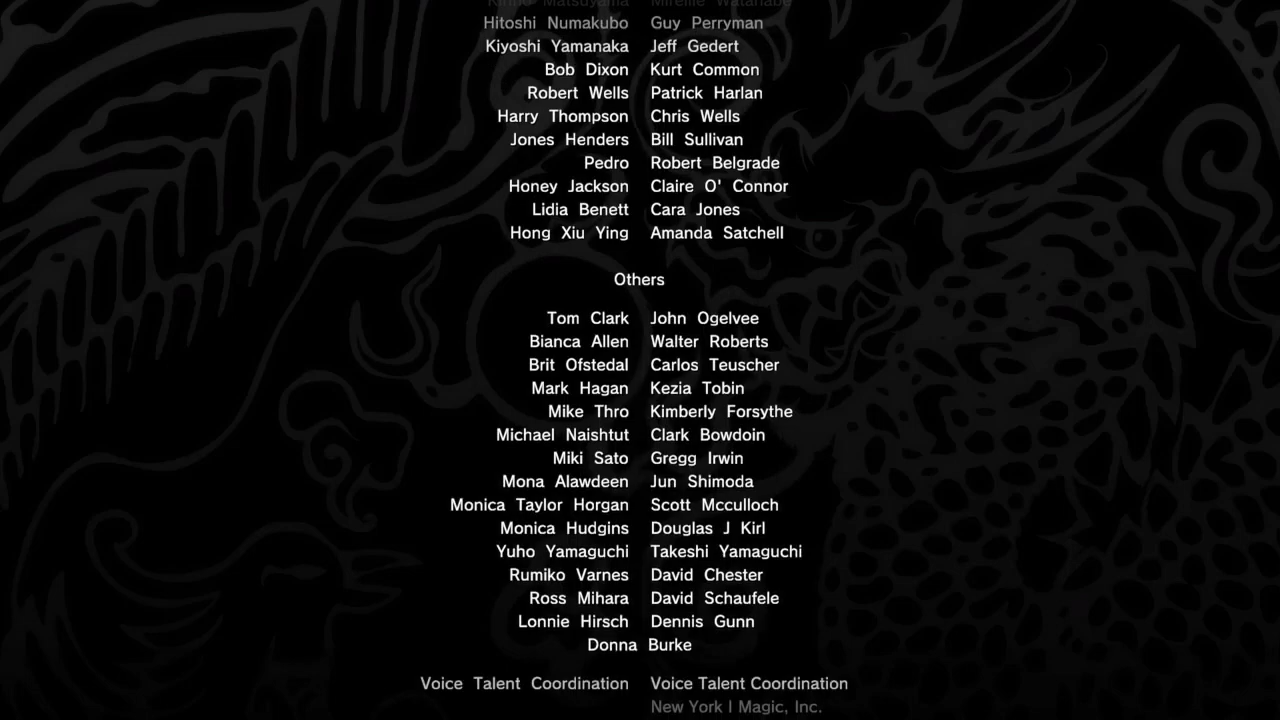 Kirino Matsuyama Mireille Watanabe
Hitoshi Numakubo Guy Perryman
Kiyoshi Yamanaka Jeff Gedert
Bob Dixon Kurt Common
Robert Wells Patrick Harlan
Harry Thompson Chris Wells
Jones Henders Bill Sullivan
Pedro Robert Belgrade
Honey Jackson Claire O' Connor
Lidia Benett Cara Jones
Hong Xiu Ying Amanda Satchell
Others
Tom Clark John Ogelvee
Bianca Allen Walter Roberts
Brit Ofstedal Carlos Teuscher
Mark Hagan Kezia Tobin
Mike Thro Kimberly Forsythe
Michael Naishtut Clark Bowdoin
Miki Sato Gregg Irwin
Mona Alawdeen Jun Shimoda
Monica Taylor Horgan Scott Mcculloch
Monica Hudgins Douglas J Kirl
Yuho Yamaguchi Takeshi Yamaguchi
Rumiko Varnes David Chester
Ross Mihara David Schaufele
Lonnie Hirsch Dennis Gunn
Donna Burke
Voice Talent Coordination Voice Talent Coordination
New York I Magic, Inc.